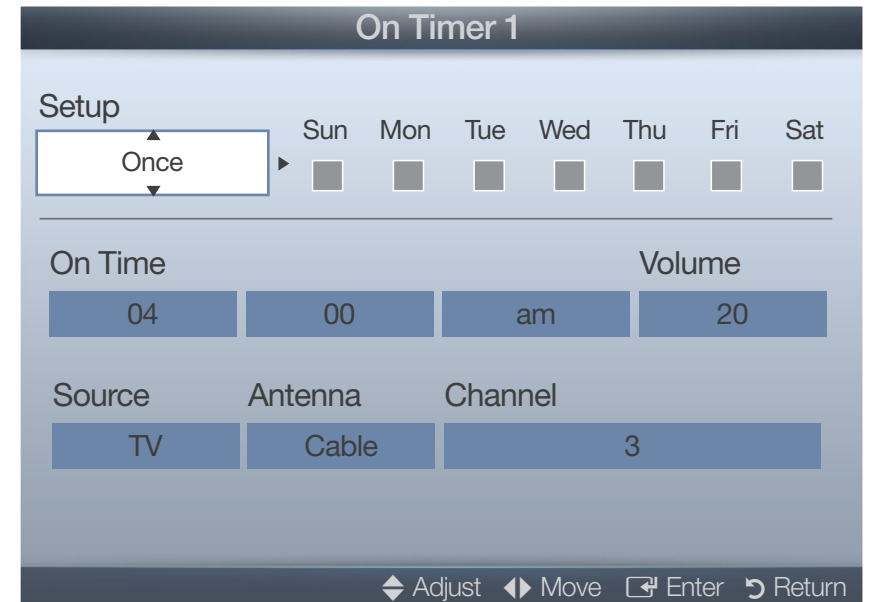 On Timer 1
Setup
Sun Mon Tue Wed Thu Fri Sat
Once
On Time Volume
04 00 am 20
Source Antenna Channel
TV Cable 3
Adjust Move Enter Return